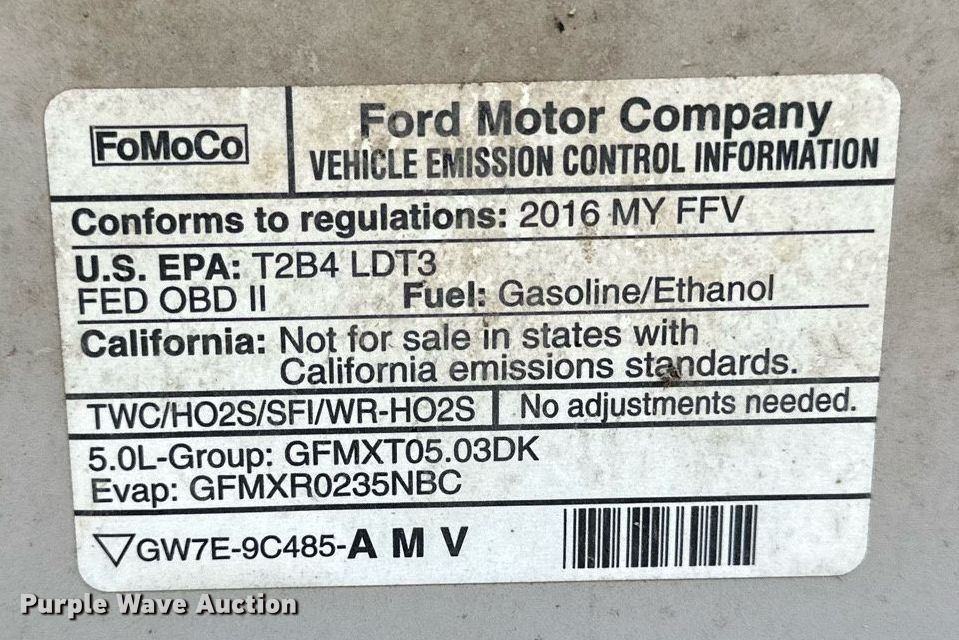 FoMoCo
Ford Motor Company
VEHICLE EMISSION CONTROL INFORMATION
Conforms to regulations: 2016 MY FFV
U.S. EPA: T2B4 LDT3
FED OBD II Fuel: Gasoline/Ethanol
California: Not for sale in states with
California emissions standards.
TWC/HO2S/SFI/WR-HO2S No adjustments needed.
5.0L-Group: GFMXT05.03DK
Evap: GFMXR0235NBC
GW7E-9C485-A M V
Purple Wave Auction